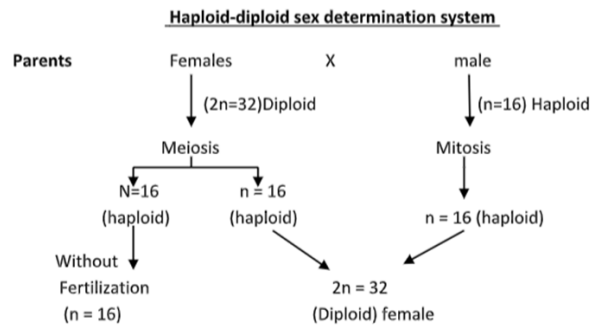 Haploid-diploid sex determination system
Parents Females X male
(2n=32)Diploid (n=16) Haploid
Meiosis Mitosis
N=16 n = 16
(haploid) (haploid) n = 16 (haploid)
Without
Fertilization 2n = 32
(n = 16) (Diploid) female